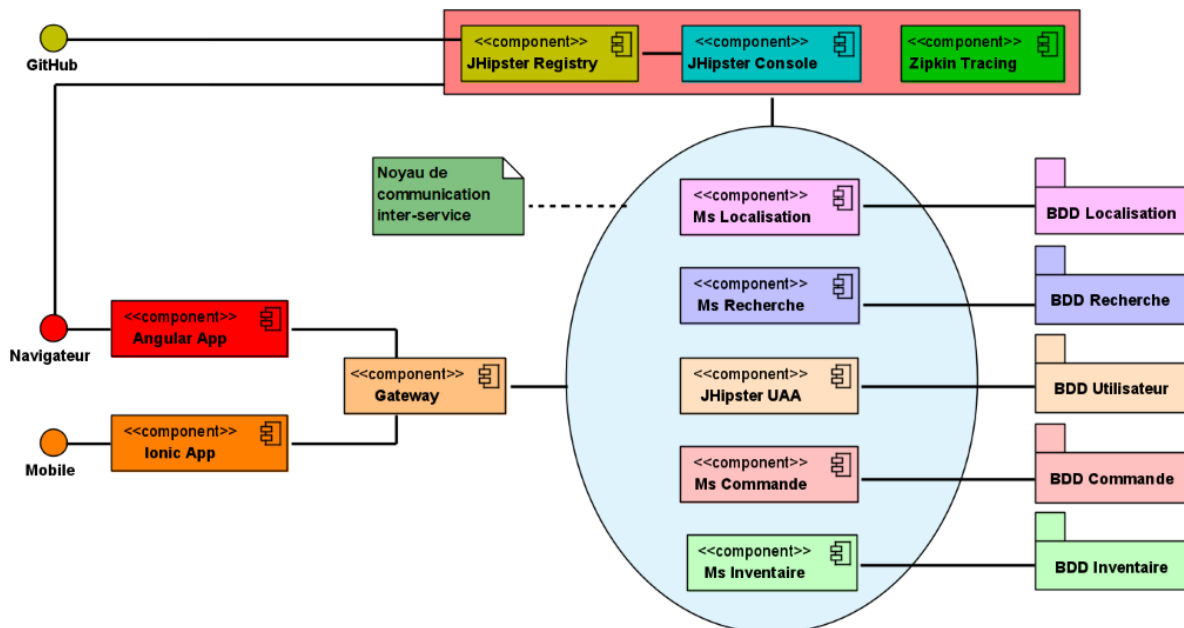 GitHub
<<component>>
JHipster Registry
<<component>>
JHipster Console
<<component>>
Zipkin Tracing
Noyau de
communication
inter-service
<<component>>
Ms Localisation
BDD Localisation
<<component>>
Ms Recherche
BDD Recherche
Navigateur
<<component>>
Angular App
<<component>>
Gateway
<<component>>
JHipster UAA
BDD Utilisateur
Mobile
<<component>>
Ionic App
<<component>>
Ms Commande
BDD Commande
<<component>>
Ms Inventaire
BDD Inventaire